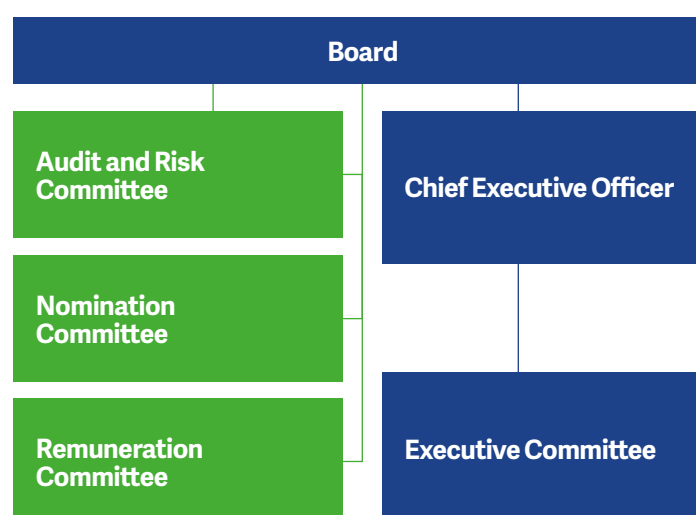 Board
Audit and Risk
Committee
Chief Executive Officer
Nomination
Committee
Remuneration
Committee
Executive Committee